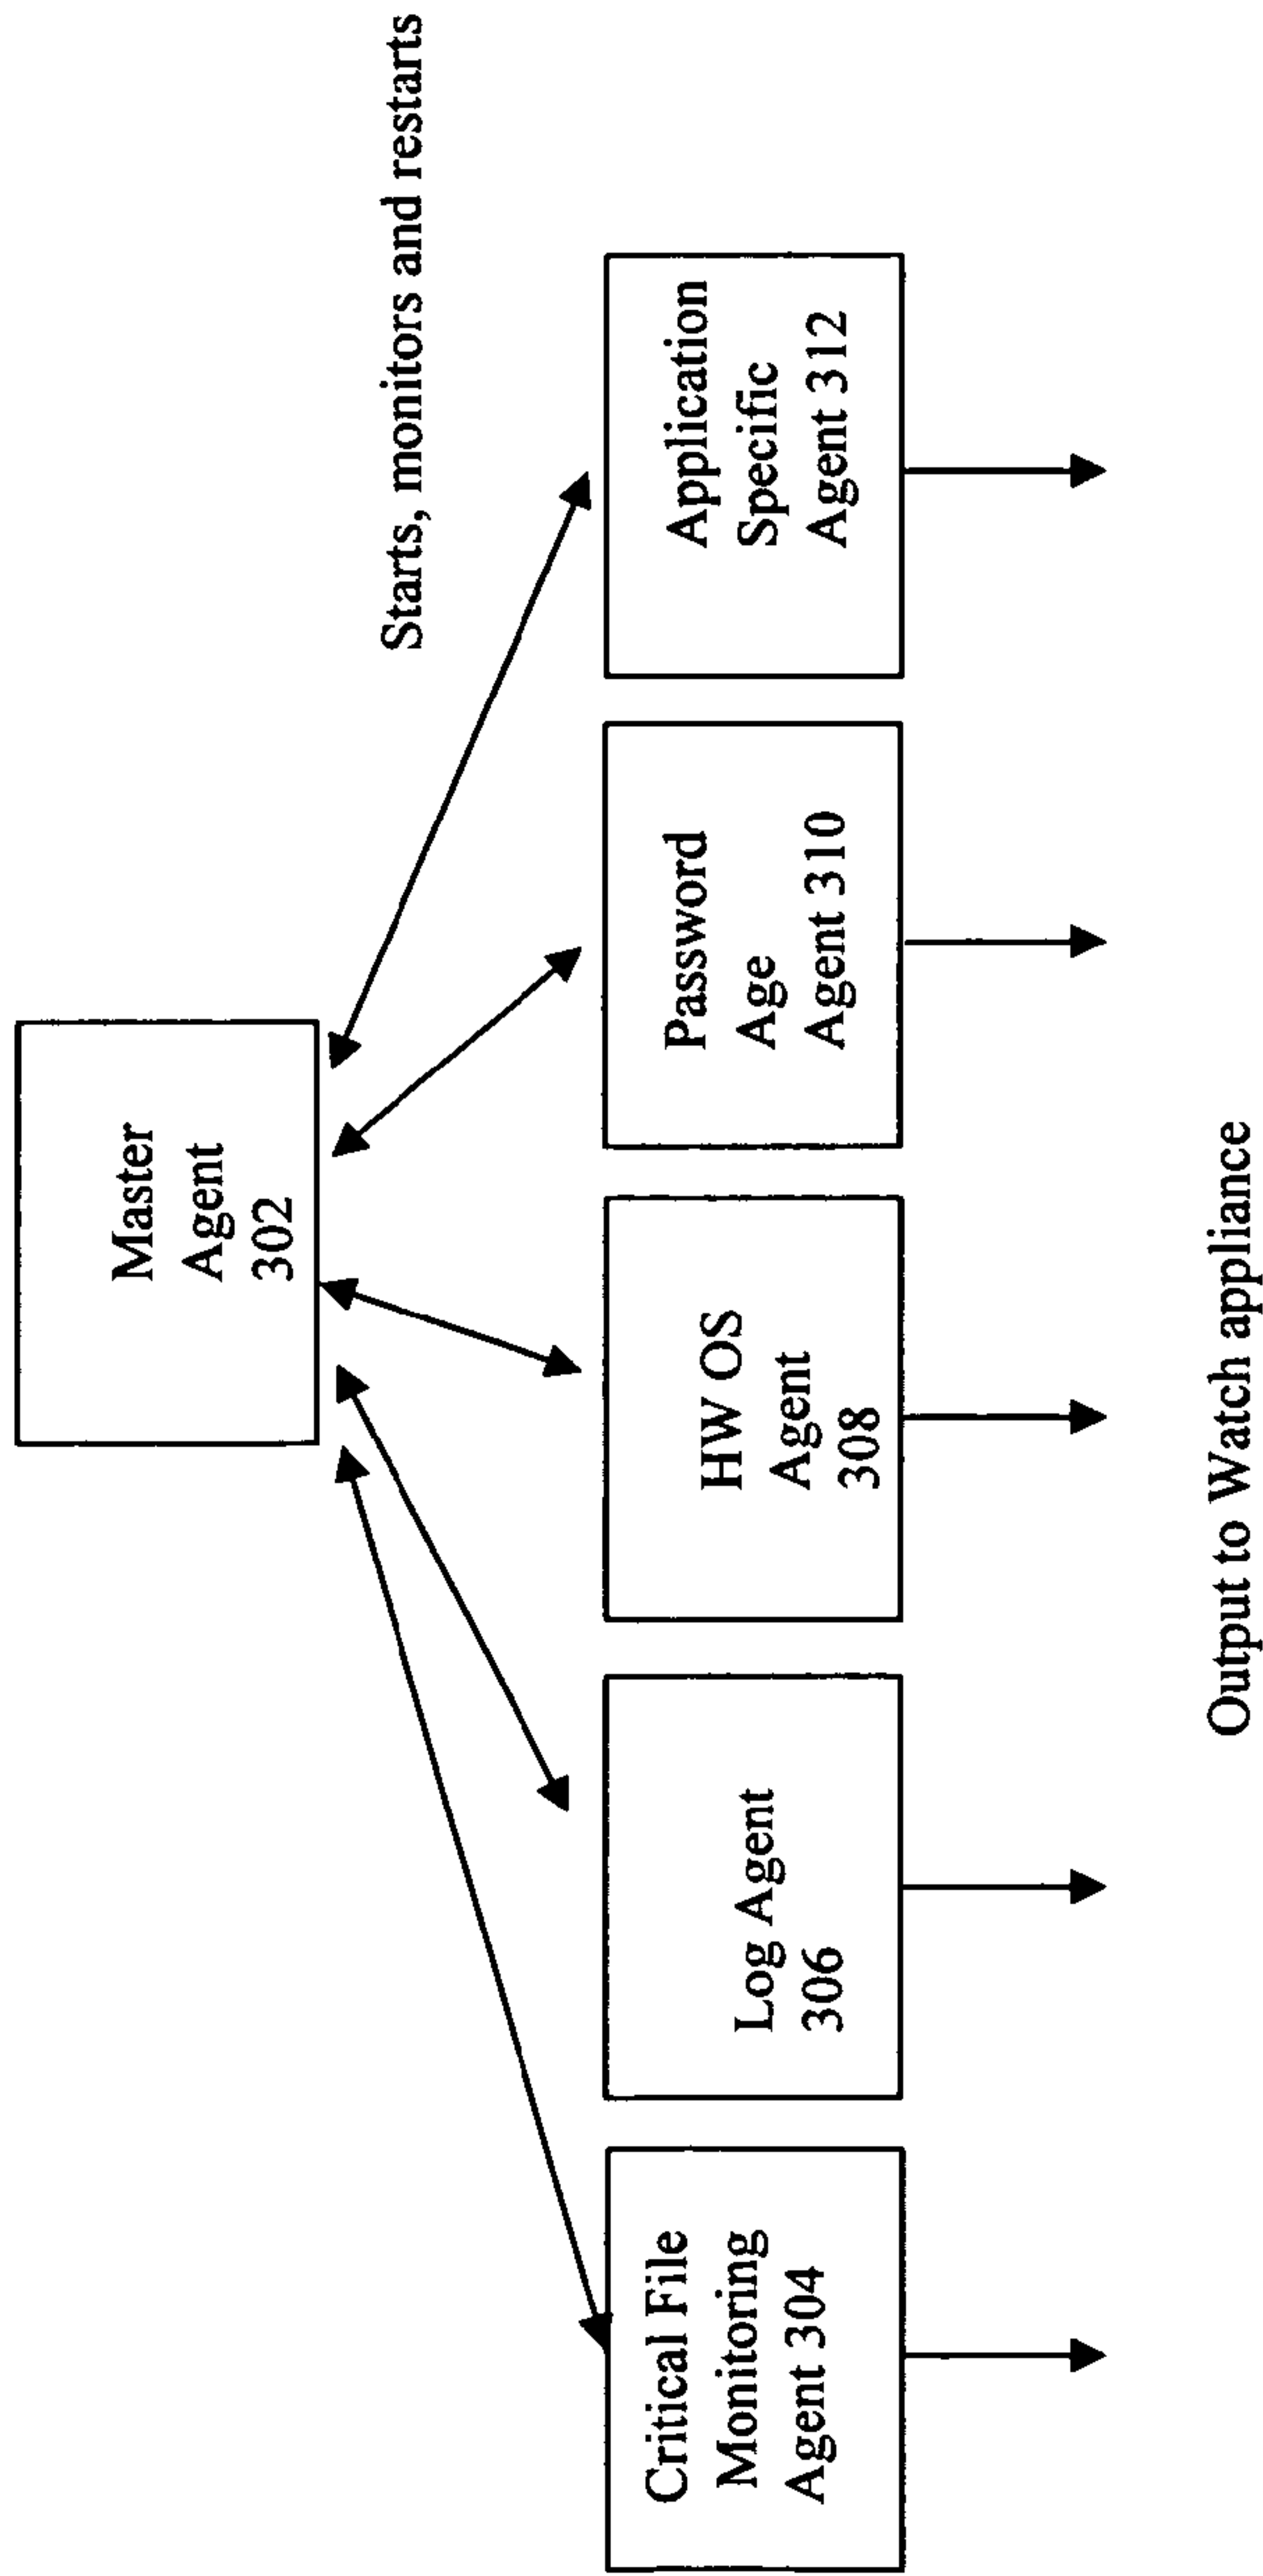 Master
Agent
302
Starts, monitors and restarts
Critical File
Monitoring
Agent 304
Log Agent
306
HW OS
Agent
308
Password
Age
Agent 310
Application
Specific
Agent 312
Output to Watch appliance